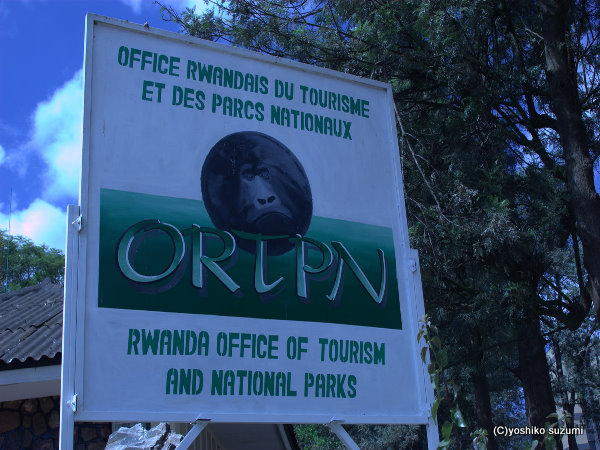 OFFICE RWANDAIS DU TOURISME
ET DES PARCS NATIONAUX
ORTPN
RWANDA OFFICE OF TOURISM
AND NATIONAL PARKS
(C)yoshiko suzumi